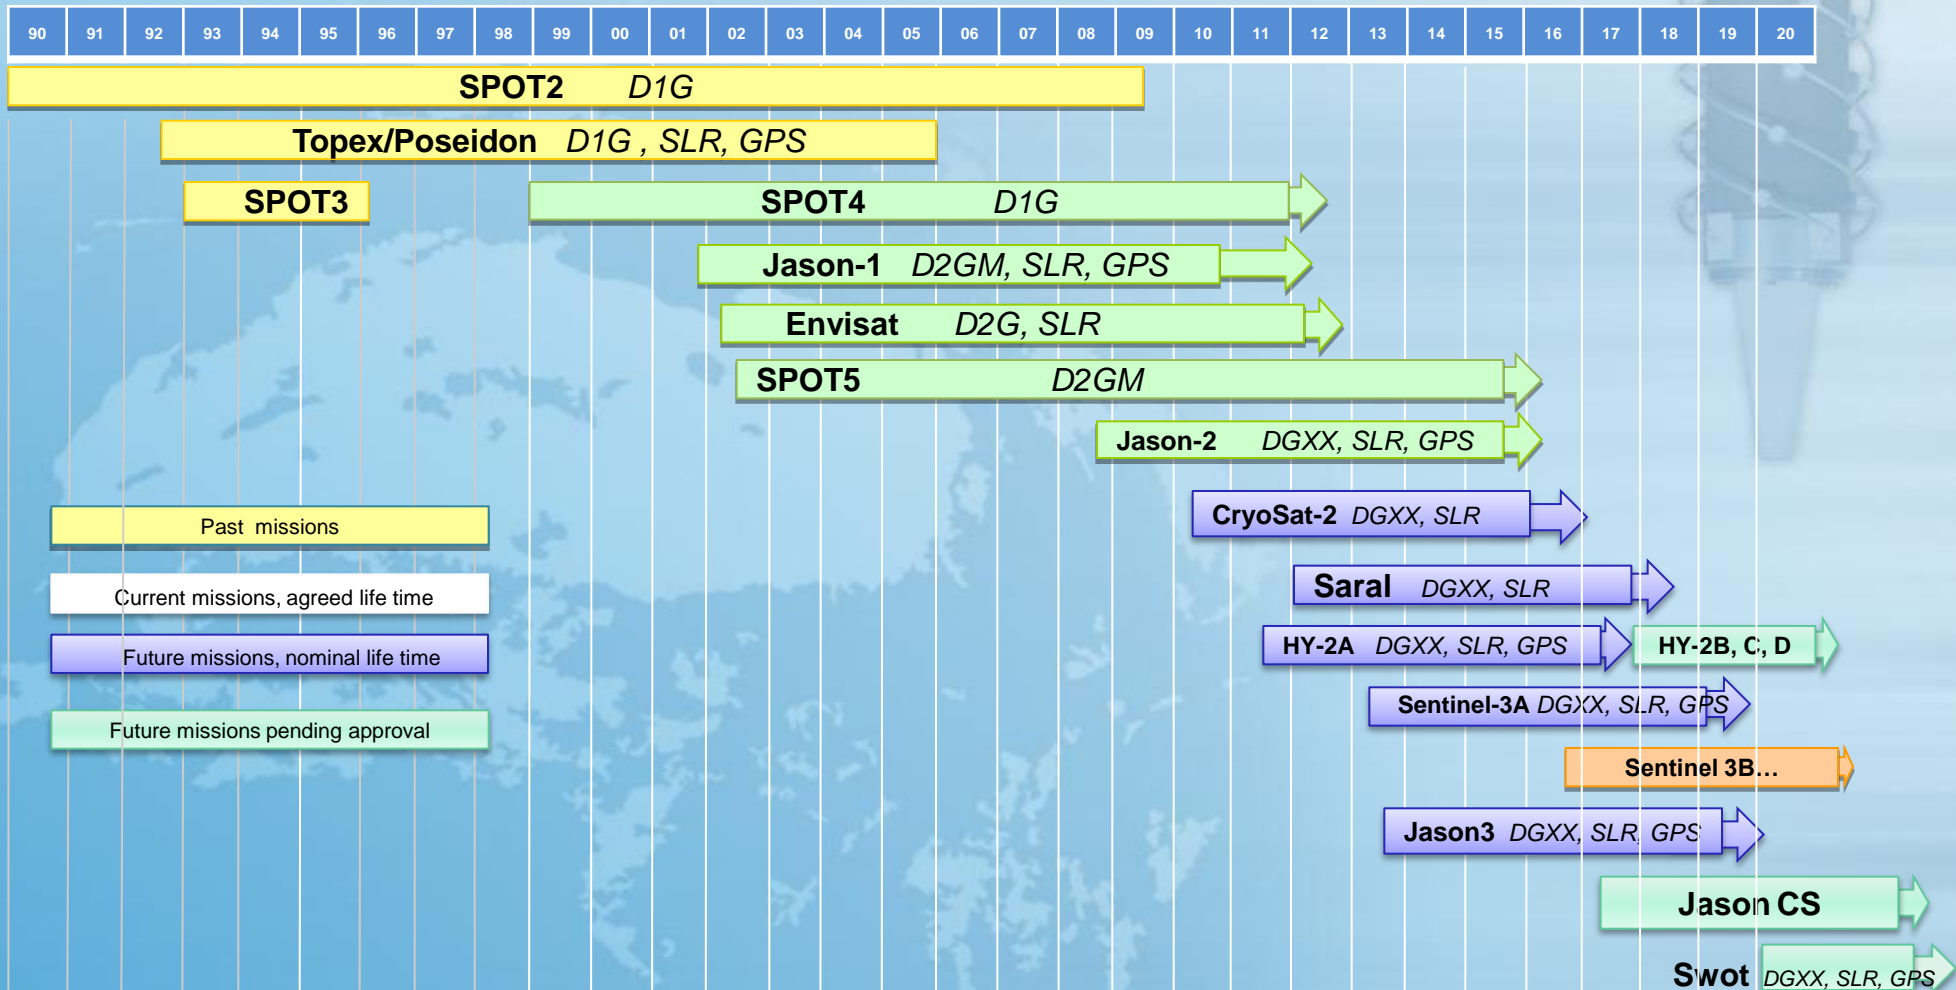 90 91 92 93 94 95 96 97 98 99 00 01 02 03 04 05 06 07 08 09 10 11 12 13 14 15 16 17 18 19 20
SPOT2 D1G
Topex/Poseidon D1G , SLR, GPS
SPOT3 SPOT4 D1G
Jason-1 D2GM, SLR, GPS
Envisat D2G, SLR
SPOT5 D2GM
Jason-2 DGXX, SLR, GPS
CryoSat-2 DGXX, SLR
Past missions
Saral DGXX, SLR
Current missions, agreed life time
HY-2A DGXX, SLR, GPS HY-2B, C, D
Future missions, nominal life time
Sentinel-3A DGXX, SLR, GPS
Future missions pending approval
Sentinel 3B...
Jason3 DGXX, SLR, GPS
Jason CS
Swot DGXX, SLR, GPS